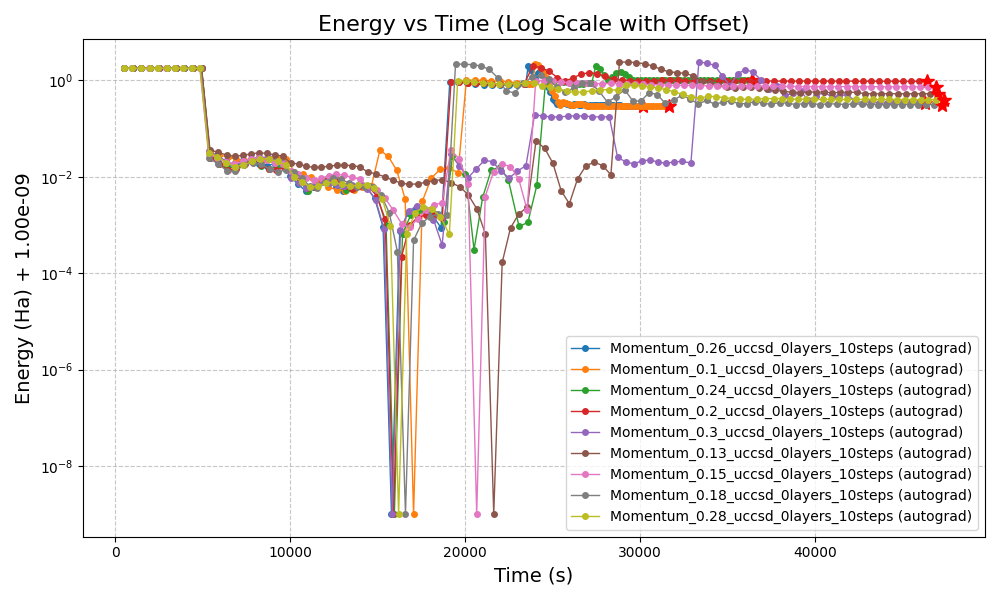 Energy vs Time (Log Scale with Offset)
Energy (Ha) + 1.00e-09
10⁰
10⁻²
10⁻⁴
10⁻⁶
10⁻⁸
Momentum_0.26_uccsd_0layers_10steps (autograd)
Momentum_0.1_uccsd_0layers_10steps (autograd)
Momentum_0.24_uccsd_0layers_10steps (autograd)
Momentum_0.2_uccsd_0layers_10steps (autograd)
Momentum_0.3_uccsd_0layers_10steps (autograd)
Momentum_0.13_uccsd_0layers_10steps (autograd)
Momentum_0.15_uccsd_0layers_10steps (autograd)
Momentum_0.18_uccsd_0layers_10steps (autograd)
Momentum_0.28_uccsd_0layers_10steps (autograd)
0 10000 20000 30000 40000
Time (s)